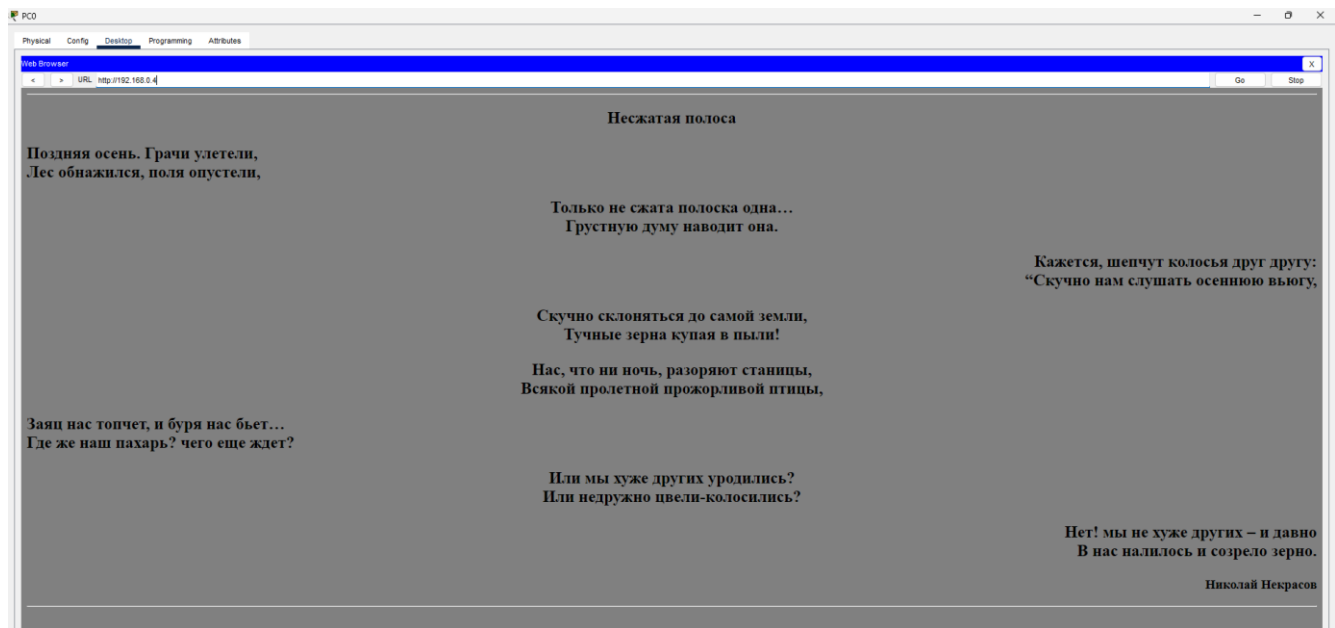 PC0
Physical Config Desktop Programming Attributes
Web Browser
X
< > URL http://192.168.0.4 Go Stop
Несжатая полоса
Поздняя осень. Грачи улетели,
Лес обнажился, поля опустели,
Только не сжата полоска одна…
Грустную думу наводит она.
Кажется, шепчут колосья друг другу:
“Скучно нам слушать осеннюю вьюгу,
Скучно склоняться до самой земли,
Тучные зерна купая в пыли!
Нас, что ни ночь, разоряют станицы,
Всякой пролетной прожорливой птицы,
Заяц нас топчет, и буря нас бьет…
Где же наш пахарь? чего еще ждет?
Или мы хуже других уродились?
Или недружно цвели-колосились?
Нет! мы не хуже других – и давно
В нас налилось и созрело зерно.
Николай Некрасов